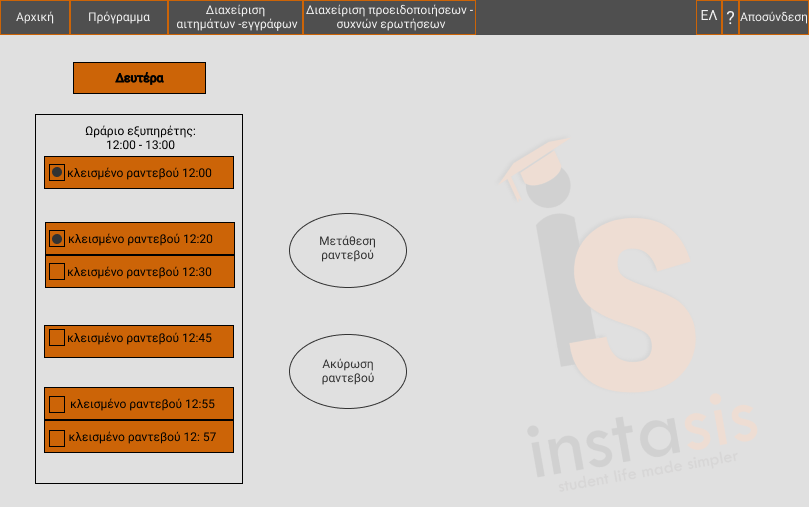 Αρχική
Πρόγραμμα
Διαχείριση
αιτημάτων -εγγράφων
Διαχείριση προειδοποιήσεων -
συχνών ερωτήσεων
ΕΛ
?
Αποσύνδεση
Δευτέρα
Ωράριο εξυπηρέτης:
12:00 - 13:00
κλεισμένο ραντεβού 12:00
κλεισμένο ραντεβού 12:20
κλεισμένο ραντεβού 12:30
κλεισμένο ραντεβού 12:45
κλεισμένο ραντεβού 12:55
κλεισμένο ραντεβού 12: 57
Μετάθεση
ραντεβού
Ακύρωση
ραντεβού
iS
instasis
student life made simpler